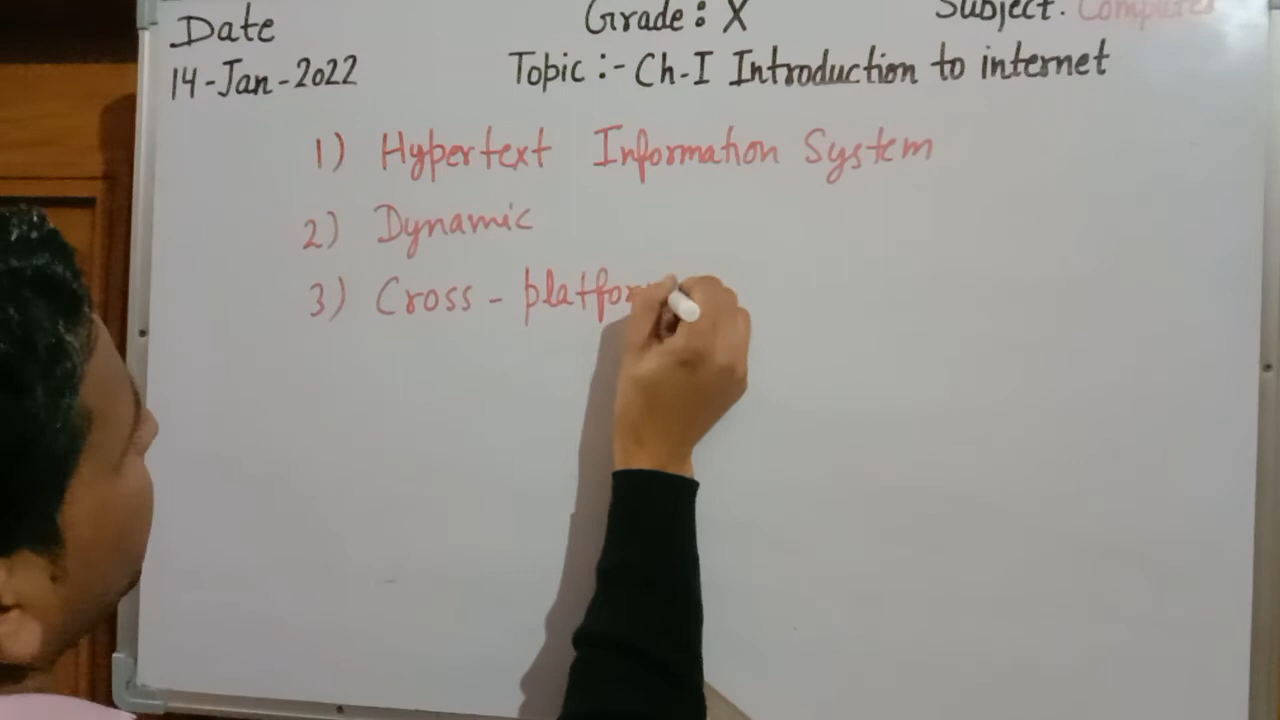 Date
Grade : X
Subject. Computer
14-Jan-2022
Topic :- Ch-I Introduction to internet
1) Hypertext Information System
2) Dynamic
3) Cross - platfor